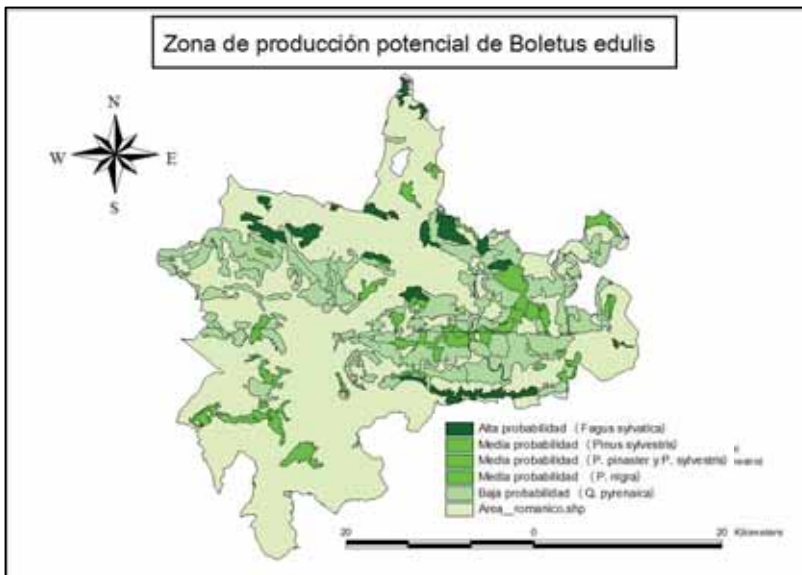 Zona de producción potencial de Boletus edulis
N
W E
S
Alta probabilidad (Fagus sylvatica)
Media probabilidad (Pinus sylvestris)
Media probabilidad (P. pinaster y P. sylvestris)
Media probabilidad (P. nigra)
Baja probabilidad (Q. pyrenaica)
Area_romanico.shp
20 0 20 Kilometers